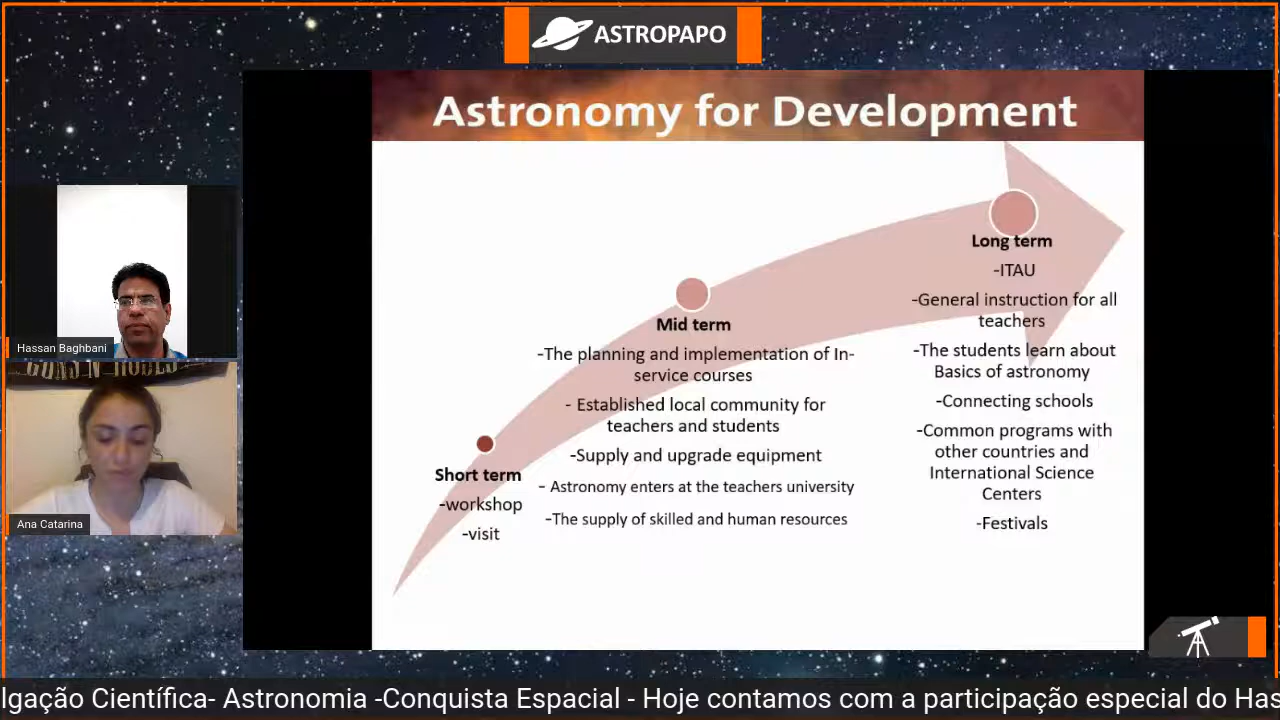 ASTROPAPO
Astronomy for Development
Long term
-ITAU
-General instruction for all
teachers
-The students learn about
Basics of astronomy
-Connecting schools
-Common programs with
other countries and
International Science
Centers
-Festivals
Mid term
-The planning and implementation of In-
service courses
- Established local community for
teachers and students
-Supply and upgrade equipment
- Astronomy enters at the teachers university
-The supply of skilled and human resources
Short term
-workshop
-visit
Hassan Baghbani
Ana Catarina
lgação Científica- Astronomia -Conquista Espacial - Hoje contamos com a participação especial do Has